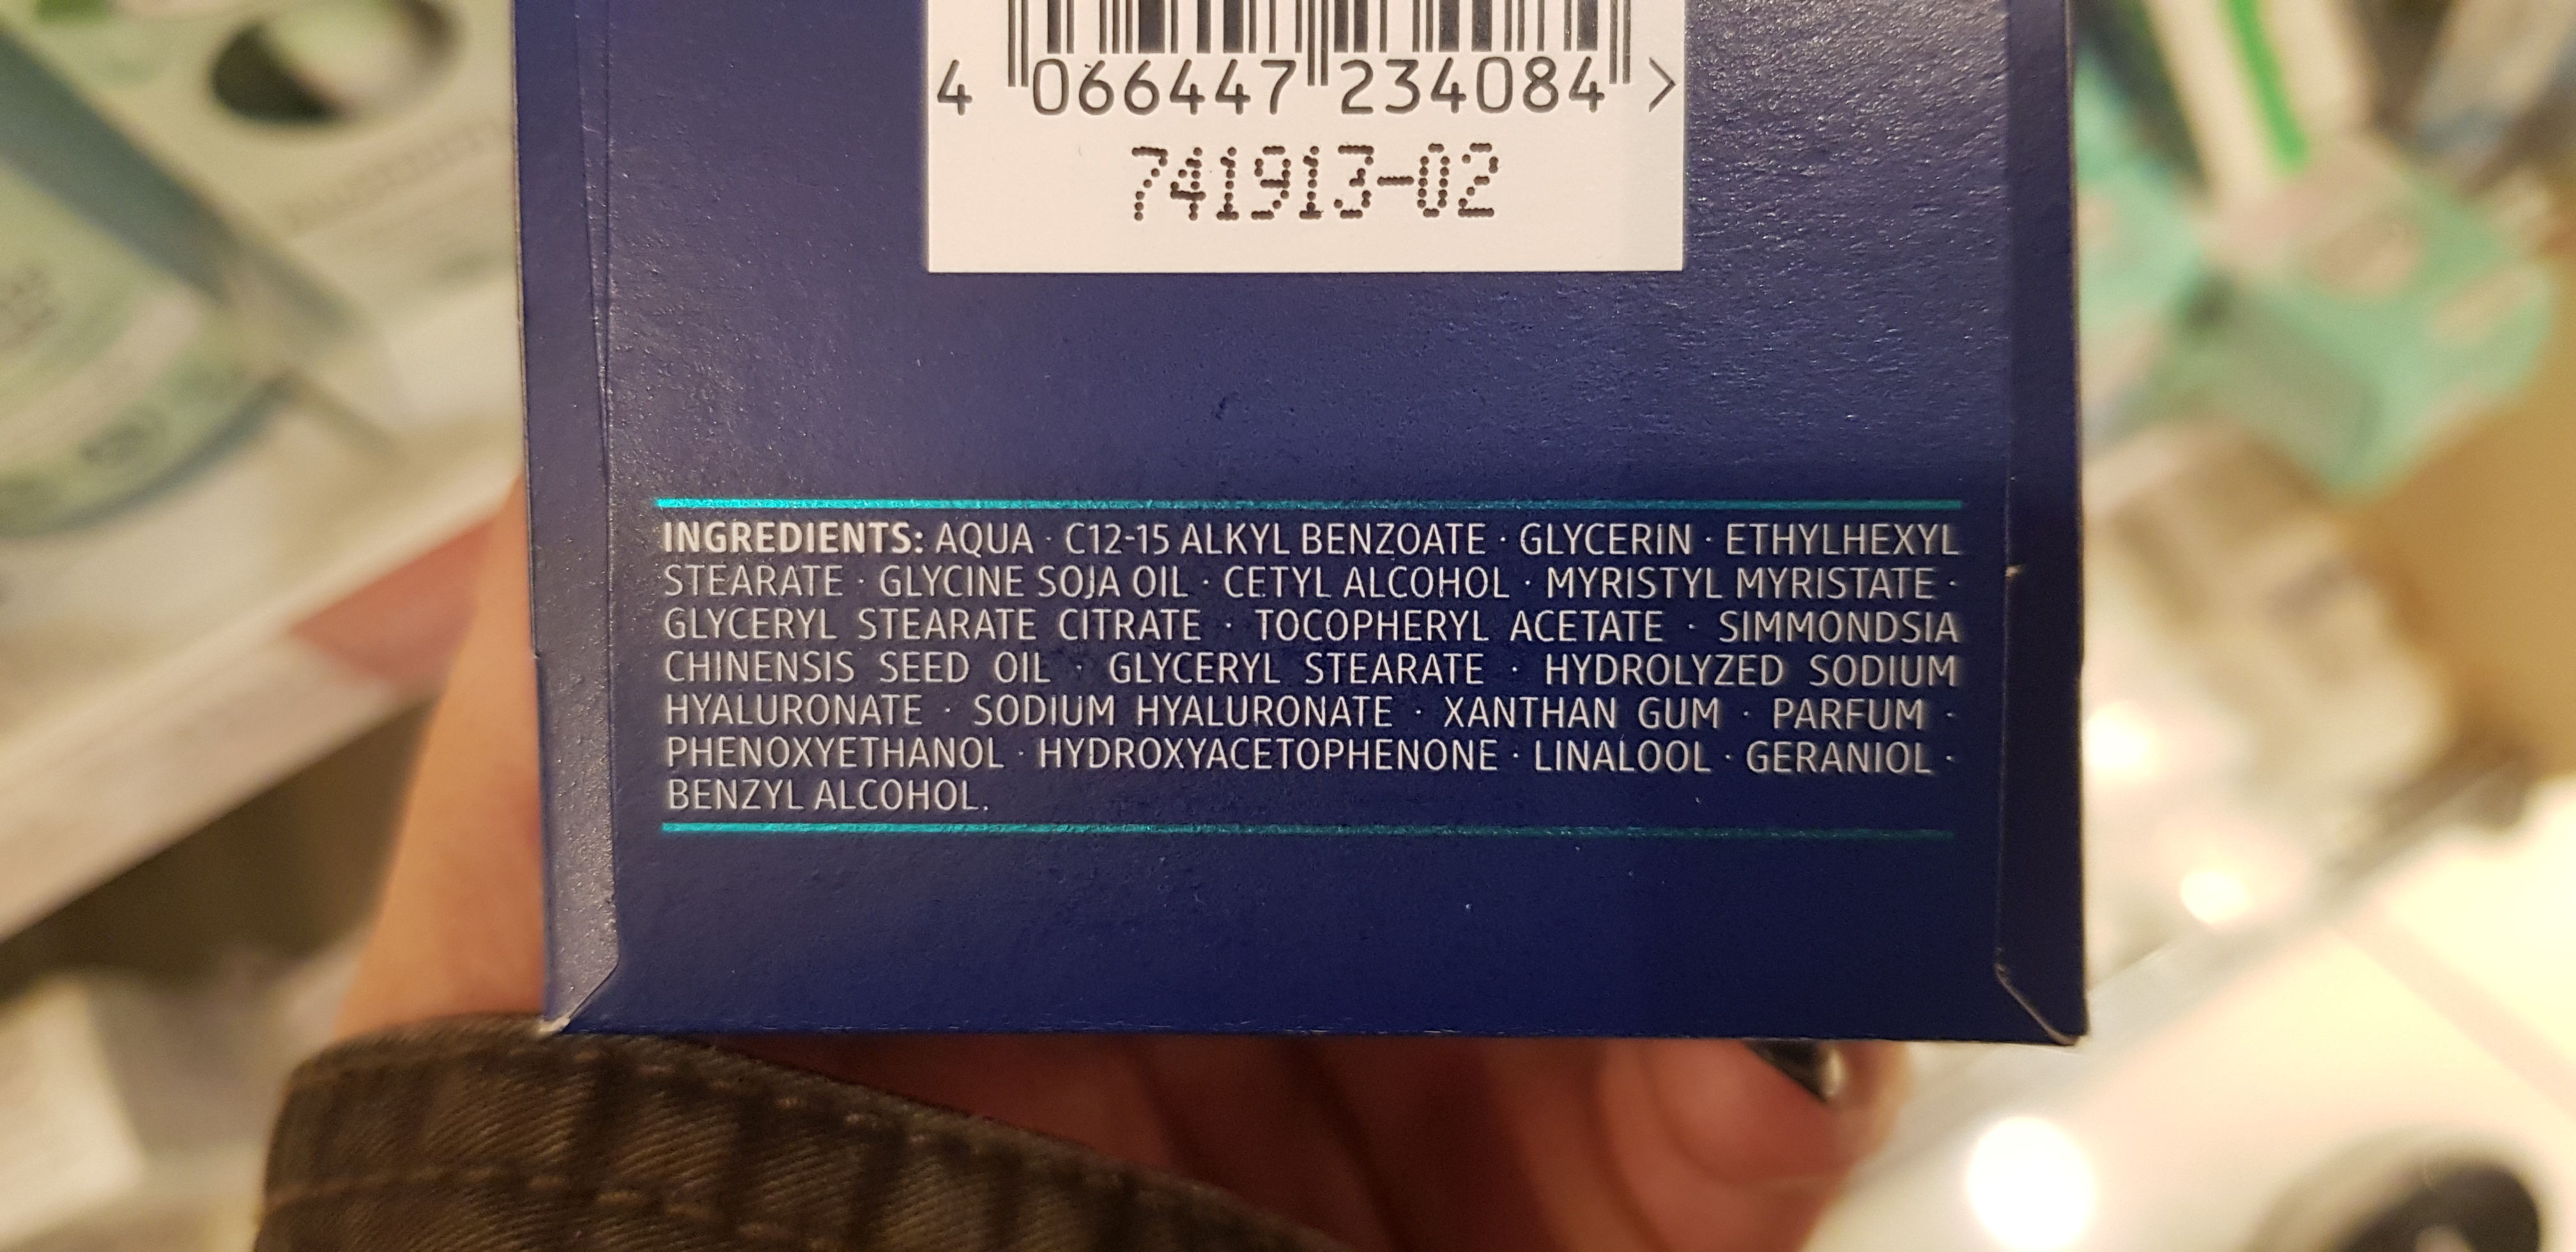 4 066447 234084 >
741913-02
INGREDIENTS: AQUA · C12-15 ALKYL BENZOATE · GLYCERIN · ETHYLHEXYL
STEARATE · GLYCINE SOJA OIL · CETYL ALCOHOL · MYRISTYL MYRISTATE ·
GLYCERYL STEARATE CITRATE · TOCOPHERYL ACETATE · SIMMONDSIA
CHINENSIS SEED OIL · GLYCERYL STEARATE · HYDROLYZED SODIUM
HYALURONATE · SODIUM HYALURONATE · XANTHAN GUM · PARFUM ·
PHENOXYETHANOL · HYDROXYACETOPHENONE · LINALOOL · GERANIOL ·
BENZYL ALCOHOL.